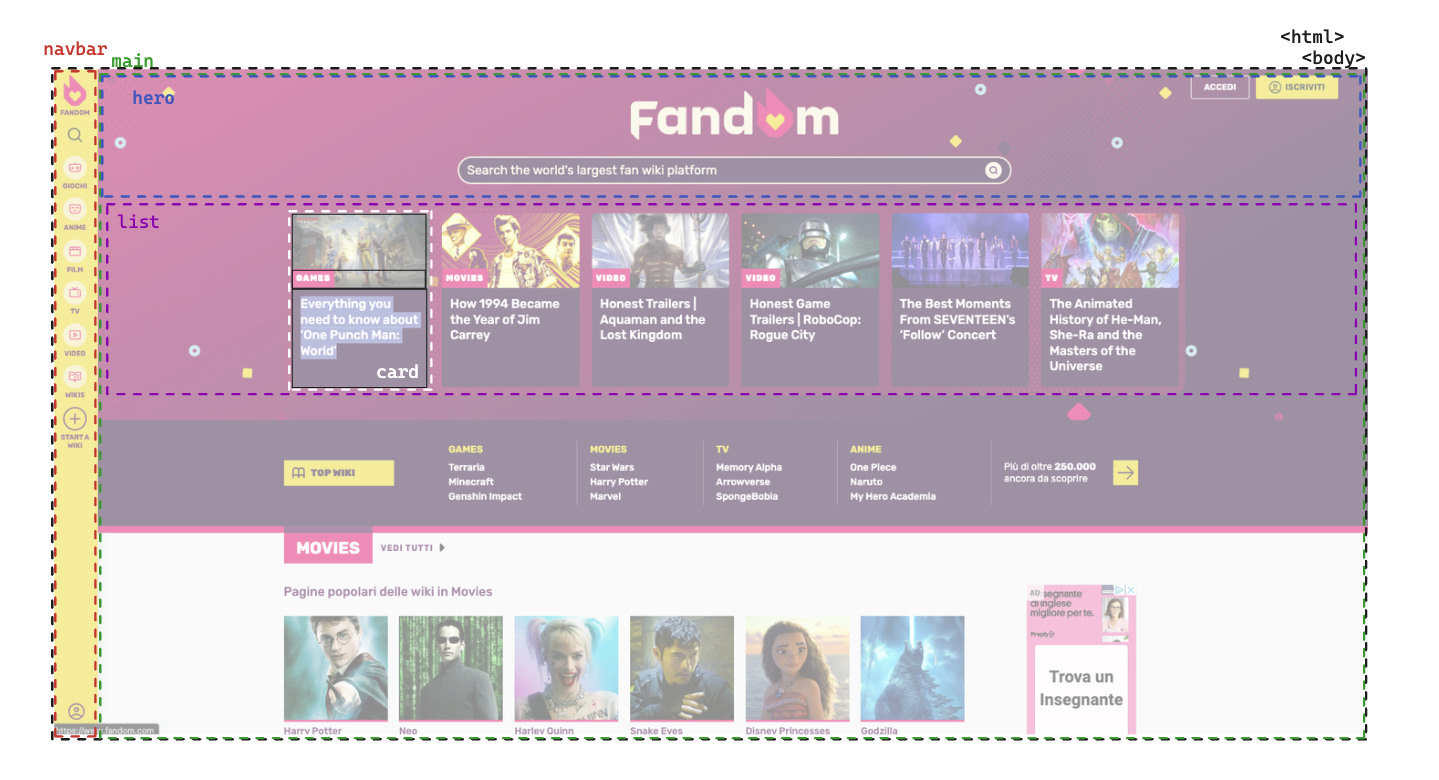 <html>
<body>
navbar
main
hero
list
card
FANDOM
GIOCHI
ANIME
FILM
TV
VIDEO
WIKIS
START A
WIKI
Fandom
ACCEDI
ISCRIVITI
Search the world's largest fan wiki platform
GAMES
Everything you
need to know about
‘One Punch Man:
World’
MOVIES
How 1994 Became
the Year of Jim
Carrey
VIDEO
Honest Trailers |
Aquaman and the
Lost Kingdom
VIDEO
Honest Game
Trailers | RoboCop:
Rogue City
The Best Moments
From SEVENTEEN’s
‘Follow’ Concert
TV
The Animated
History of He-Man,
She-Ra and the
Masters of the
Universe
TOP WIKI
GAMES
Terraria
Minecraft
Genshin Impact
MOVIES
Star Wars
Harry Potter
Marvel
TV
Memory Alpha
Arrowverse
SpongeBobia
ANIME
One Piece
Naruto
My Hero Academia
Più di oltre 250.000
ancora da scoprire
MOVIES
VEDI TUTTI
Pagine popolari delle wiki in Movies
Harry Potter
Neo
Harley Quinn
Snake Eyes
Disney Princesses
Godzilla
AD
segnante
di inglese
migliore per te.
Preply
Trova un
Insegnante